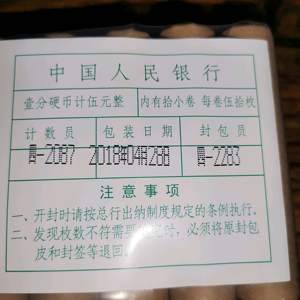 中国人民银行
壹分硬币计伍元整 内有拾小卷 每卷伍拾枚
计数员 包装日期 封包员
2018年04月28日
注意事项
一、开封时请按总行出纳制度规定的条例执行.
二、发现枚数不符需要 时，必须将原封包
皮和封签等退回.